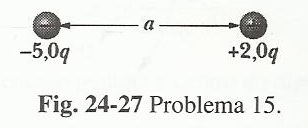 a
−5,0q +2,0q
Fig. 24-27 Problema 15.